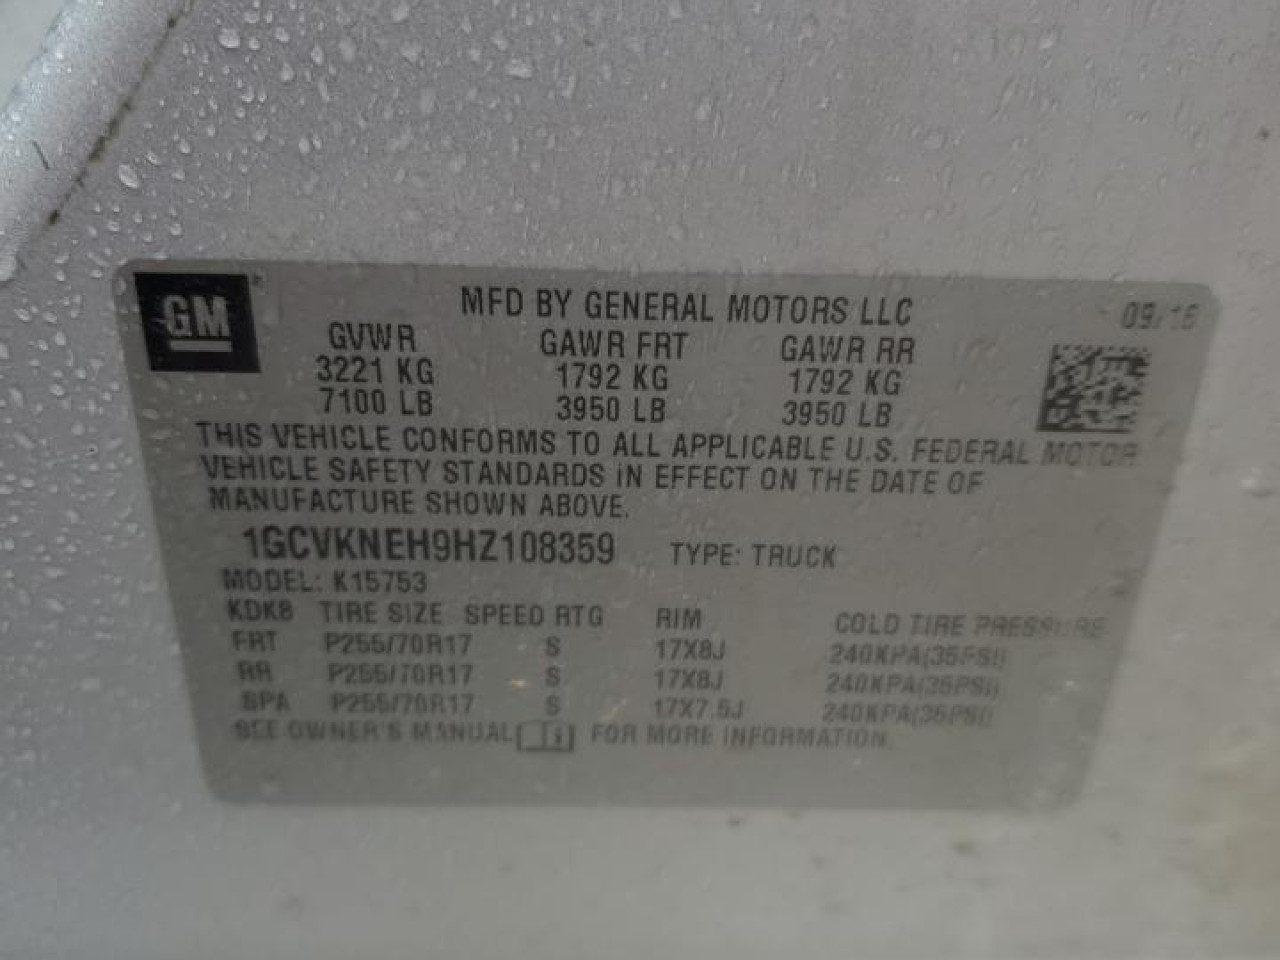 GM®
MFD BY GENERAL MOTORS LLC 09/16
GVWR GAWR FRT GAWR RR
3221 KG 1792 KG 1792 KG
7100 LB 3950 LB 3950 LB
THIS VEHICLE CONFORMS TO ALL APPLICABLE U.S. FEDERAL MOTOR
VEHICLE SAFETY STANDARDS IN EFFECT ON THE DATE OF
MANUFACTURE SHOWN ABOVE.
1GCVKNEH9HZ108359 TYPE: TRUCK
MODEL: K15753
KDK8 TIRE SIZE SPEED RTG RIM COLD TIRE PRESSURE
FRT P255/70R17 S 17X8J 240KPA(35PSI)
RR P255/70R17 S 17X8J 240KPA(35PSI)
SPA P255/70R17 S 17X7.5J 240KPA(35PSI)
SEE OWNER'S MANUAL FOR MORE INFORMATION.